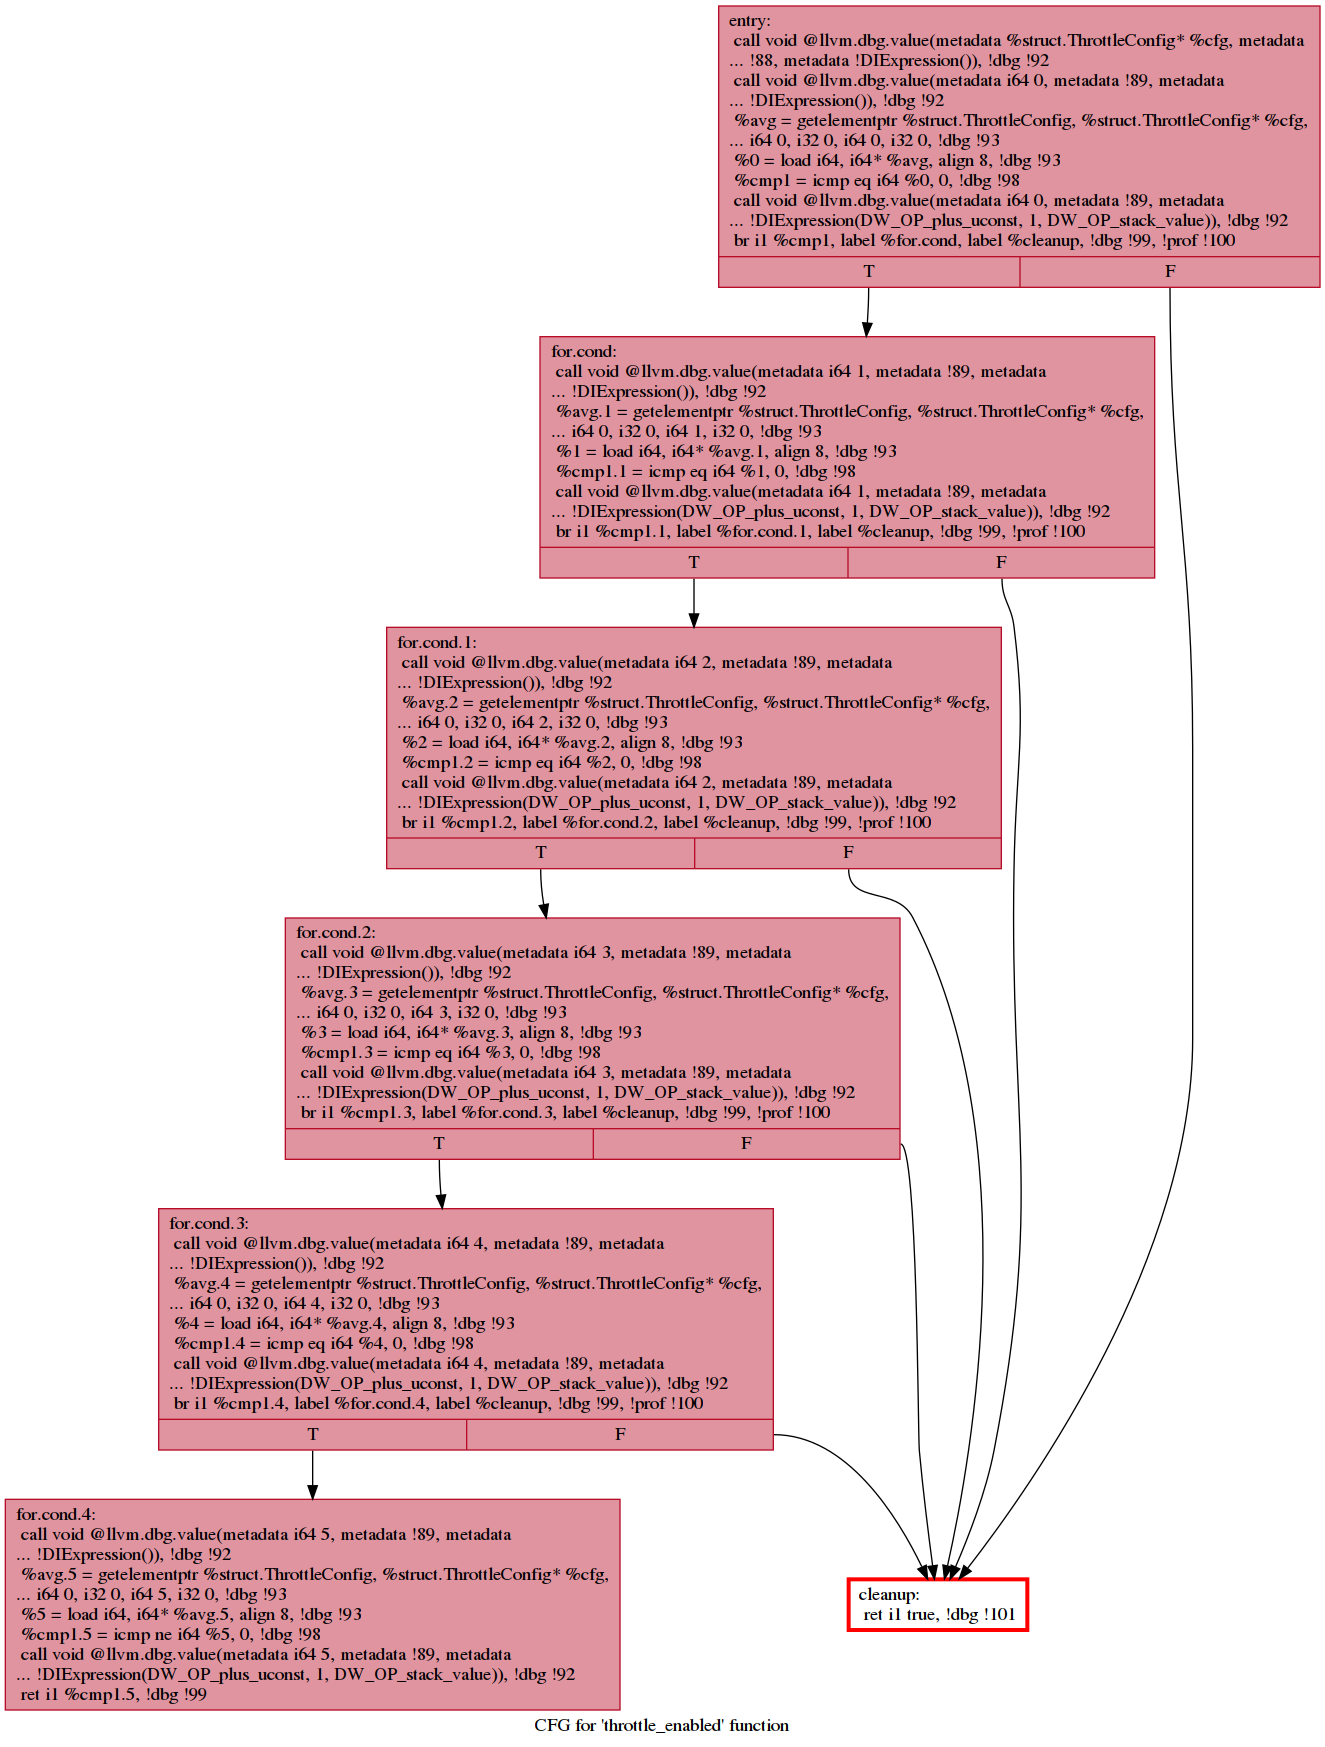 entry:
call void @llvm.dbg.value(metadata %struct.ThrottleConfig* %cfg, metadata
... !88, metadata !DIExpression()), !dbg !92
call void @llvm.dbg.value(metadata i64 0, metadata !89, metadata
... !DIExpression()), !dbg !92
%avg = getelementptr %struct.ThrottleConfig, %struct.ThrottleConfig* %cfg,
... i64 0, i32 0, i64 0, i32 0, !dbg !93
%0 = load i64, i64* %avg, align 8, !dbg !93
%cmp1 = icmp eq i64 %0, 0, !dbg !98
call void @llvm.dbg.value(metadata i64 0, metadata !89, metadata
... !DIExpression(DW_OP_plus_uconst, 1, DW_OP_stack_value)), !dbg !92
br i1 %cmp1, label %for.cond, label %cleanup, !dbg !99, !prof !100
T F
for.cond:
call void @llvm.dbg.value(metadata i64 1, metadata !89, metadata
... !DIExpression()), !dbg !92
%avg.1 = getelementptr %struct.ThrottleConfig, %struct.ThrottleConfig* %cfg,
... i64 0, i32 0, i64 1, i32 0, !dbg !93
%1 = load i64, i64* %avg.1, align 8, !dbg !93
%cmp1.1 = icmp eq i64 %1, 0, !dbg !98
call void @llvm.dbg.value(metadata i64 1, metadata !89, metadata
... !DIExpression(DW_OP_plus_uconst, 1, DW_OP_stack_value)), !dbg !92
br i1 %cmp1.1, label %for.cond.1, label %cleanup, !dbg !99, !prof !100
T F
for.cond.1:
call void @llvm.dbg.value(metadata i64 2, metadata !89, metadata
... !DIExpression()), !dbg !92
%avg.2 = getelementptr %struct.ThrottleConfig, %struct.ThrottleConfig* %cfg,
... i64 0, i32 0, i64 2, i32 0, !dbg !93
%2 = load i64, i64* %avg.2, align 8, !dbg !93
%cmp1.2 = icmp eq i64 %2, 0, !dbg !98
call void @llvm.dbg.value(metadata i64 2, metadata !89, metadata
... !DIExpression(DW_OP_plus_uconst, 1, DW_OP_stack_value)), !dbg !92
br i1 %cmp1.2, label %for.cond.2, label %cleanup, !dbg !99, !prof !100
T F
for.cond.2:
call void @llvm.dbg.value(metadata i64 3, metadata !89, metadata
... !DIExpression()), !dbg !92
%avg.3 = getelementptr %struct.ThrottleConfig, %struct.ThrottleConfig* %cfg,
... i64 0, i32 0, i64 3, i32 0, !dbg !93
%3 = load i64, i64* %avg.3, align 8, !dbg !93
%cmp1.3 = icmp eq i64 %3, 0, !dbg !98
call void @llvm.dbg.value(metadata i64 3, metadata !89, metadata
... !DIExpression(DW_OP_plus_uconst, 1, DW_OP_stack_value)), !dbg !92
br i1 %cmp1.3, label %for.cond.3, label %cleanup, !dbg !99, !prof !100
T F
for.cond.3:
call void @llvm.dbg.value(metadata i64 4, metadata !89, metadata
... !DIExpression()), !dbg !92
%avg.4 = getelementptr %struct.ThrottleConfig, %struct.ThrottleConfig* %cfg,
... i64 0, i32 0, i64 4, i32 0, !dbg !93
%4 = load i64, i64* %avg.4, align 8, !dbg !93
%cmp1.4 = icmp eq i64 %4, 0, !dbg !98
call void @llvm.dbg.value(metadata i64 4, metadata !89, metadata
... !DIExpression(DW_OP_plus_uconst, 1, DW_OP_stack_value)), !dbg !92
br i1 %cmp1.4, label %for.cond.4, label %cleanup, !dbg !99, !prof !100
T F
for.cond.4:
call void @llvm.dbg.value(metadata i64 5, metadata !89, metadata
... !DIExpression()), !dbg !92
%avg.5 = getelementptr %struct.ThrottleConfig, %struct.ThrottleConfig* %cfg,
... i64 0, i32 0, i64 5, i32 0, !dbg !93
%5 = load i64, i64* %avg.5, align 8, !dbg !93
%cmp1.5 = icmp ne i64 %5, 0, !dbg !98
call void @llvm.dbg.value(metadata i64 5, metadata !89, metadata
... !DIExpression(DW_OP_plus_uconst, 1, DW_OP_stack_value)), !dbg !92
ret i1 %cmp1.5, !dbg !99
cleanup:
ret i1 true, !dbg !101
CFG for 'throttle_enabled' function